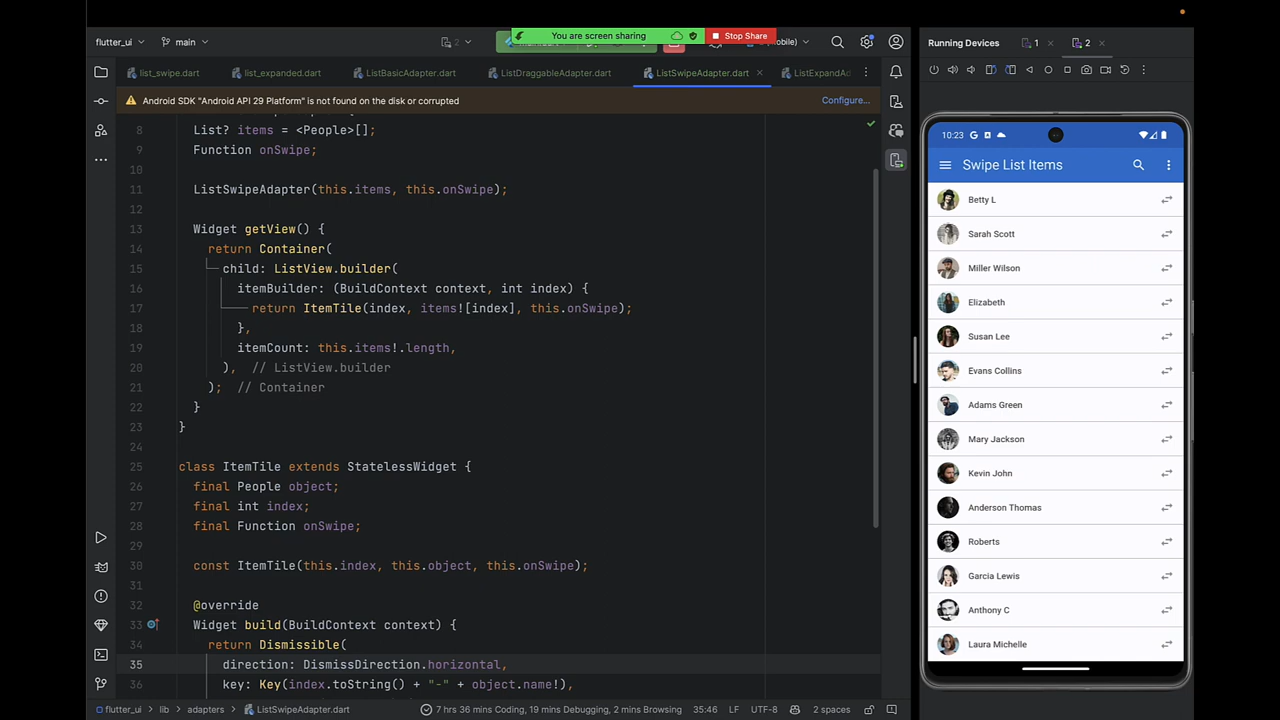 flutter_ui
main
2
You are screen sharing
Stop Share
Running Devices
1
2
list_swipe.dart
list_expanded.dart
ListBasicAdapter.dart
ListDraggableAdapter.dart
ListSwipeAdapter.dart
ListExpandAd
Android SDK "Android API 29 Platform" is not found on the disk or corrupted
Configure...
8 List? items = <People>[];
9 Function onSwipe;
10
11 ListSwipeAdapter(this.items, this.onSwipe);
12
13 Widget getView() {
14 return Container(
15 child: ListView.builder(
16 itemBuilder: (BuildContext context, int index) {
17 return ItemTile(index, items![index], this.onSwipe);
18 },
19 itemCount: this.items!.length,
20 ), // ListView.builder
21 ); // Container
22 }
23 }
24
25 class ItemTile extends StatelessWidget {
26 final People object;
27 final int index;
28 final Function onSwipe;
29
30 const ItemTile(this.index, this.object, this.onSwipe);
31
32 @override
33 Widget build(BuildContext context) {
34 return Dismissible(
35 direction: DismissDirection.horizontal,
36 key: Key(index.toString() + "-" + object.name!),
flutter_ui
lib
adapters
ListSwipeAdapter.dart
7 hrs 36 mins Coding, 19 mins Debugging, 2 mins Browsing
35:46
LF
UTF-8
2 spaces
10:23
Swipe List Items
Betty L
Sarah Scott
Miller Wilson
Elizabeth
Susan Lee
Evans Collins
Adams Green
Mary Jackson
Kevin John
Anderson Thomas
Roberts
Garcia Lewis
Anthony C
Laura Michelle